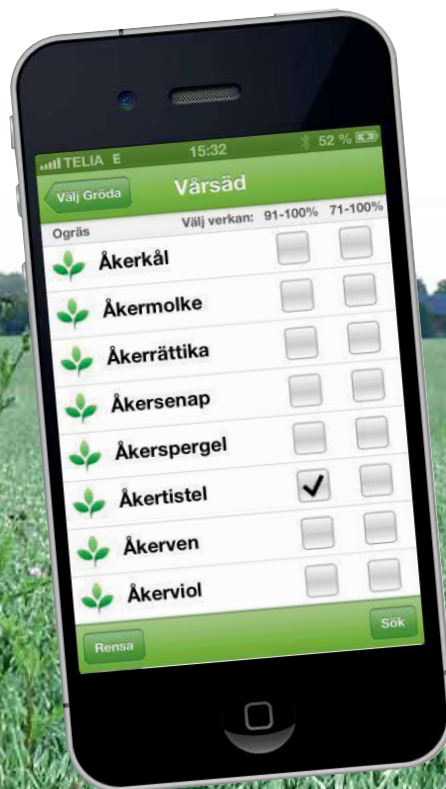 TELIA E 15:32 52 %
Välj Gröda Vårsäd
Ogräs Välj verkan: 91-100% 71-100%
Åkerkål
Åkermolke
Åkerrättika
Åkersenap
Åkerspergel
Åkertistel
Åkerven
Åkerviol
Rensa Sök